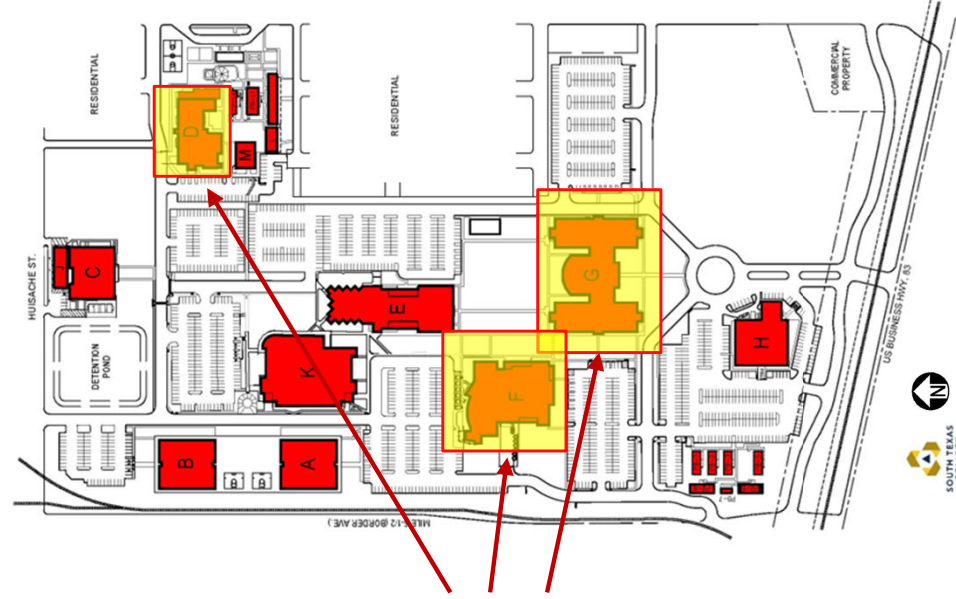 RESIDENTIAL
RESIDENTIAL
COMMERCIAL
PROPERTY
D
M
HUISACHE ST.
J
C
DETENTION
POND
E
G
K
F
H
US BUSINESS HWY. 83
B
A
MILE 5-1/2 (BORDER AVE.)
N
SOUTH TEXAS